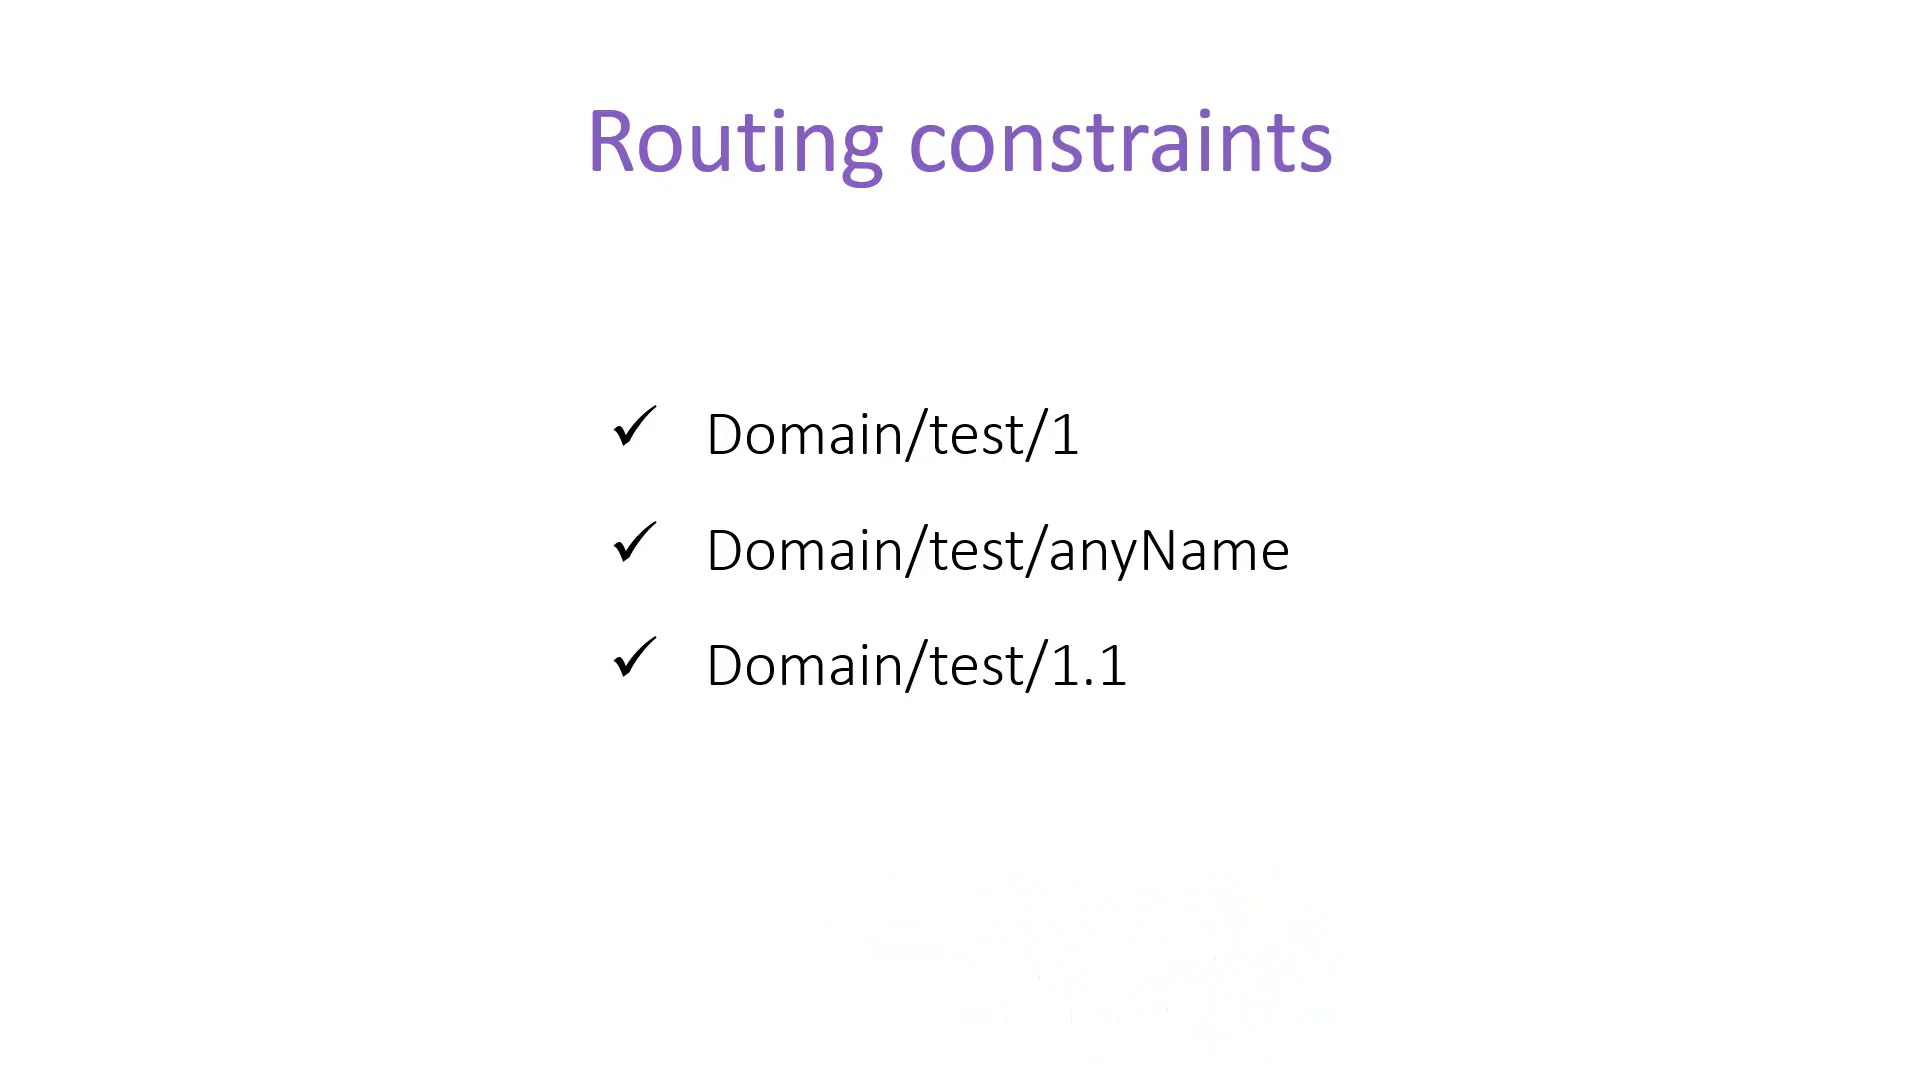 Routing constraints
✓ Domain/test/1
✓ Domain/test/anyName
✓ Domain/test/1.1